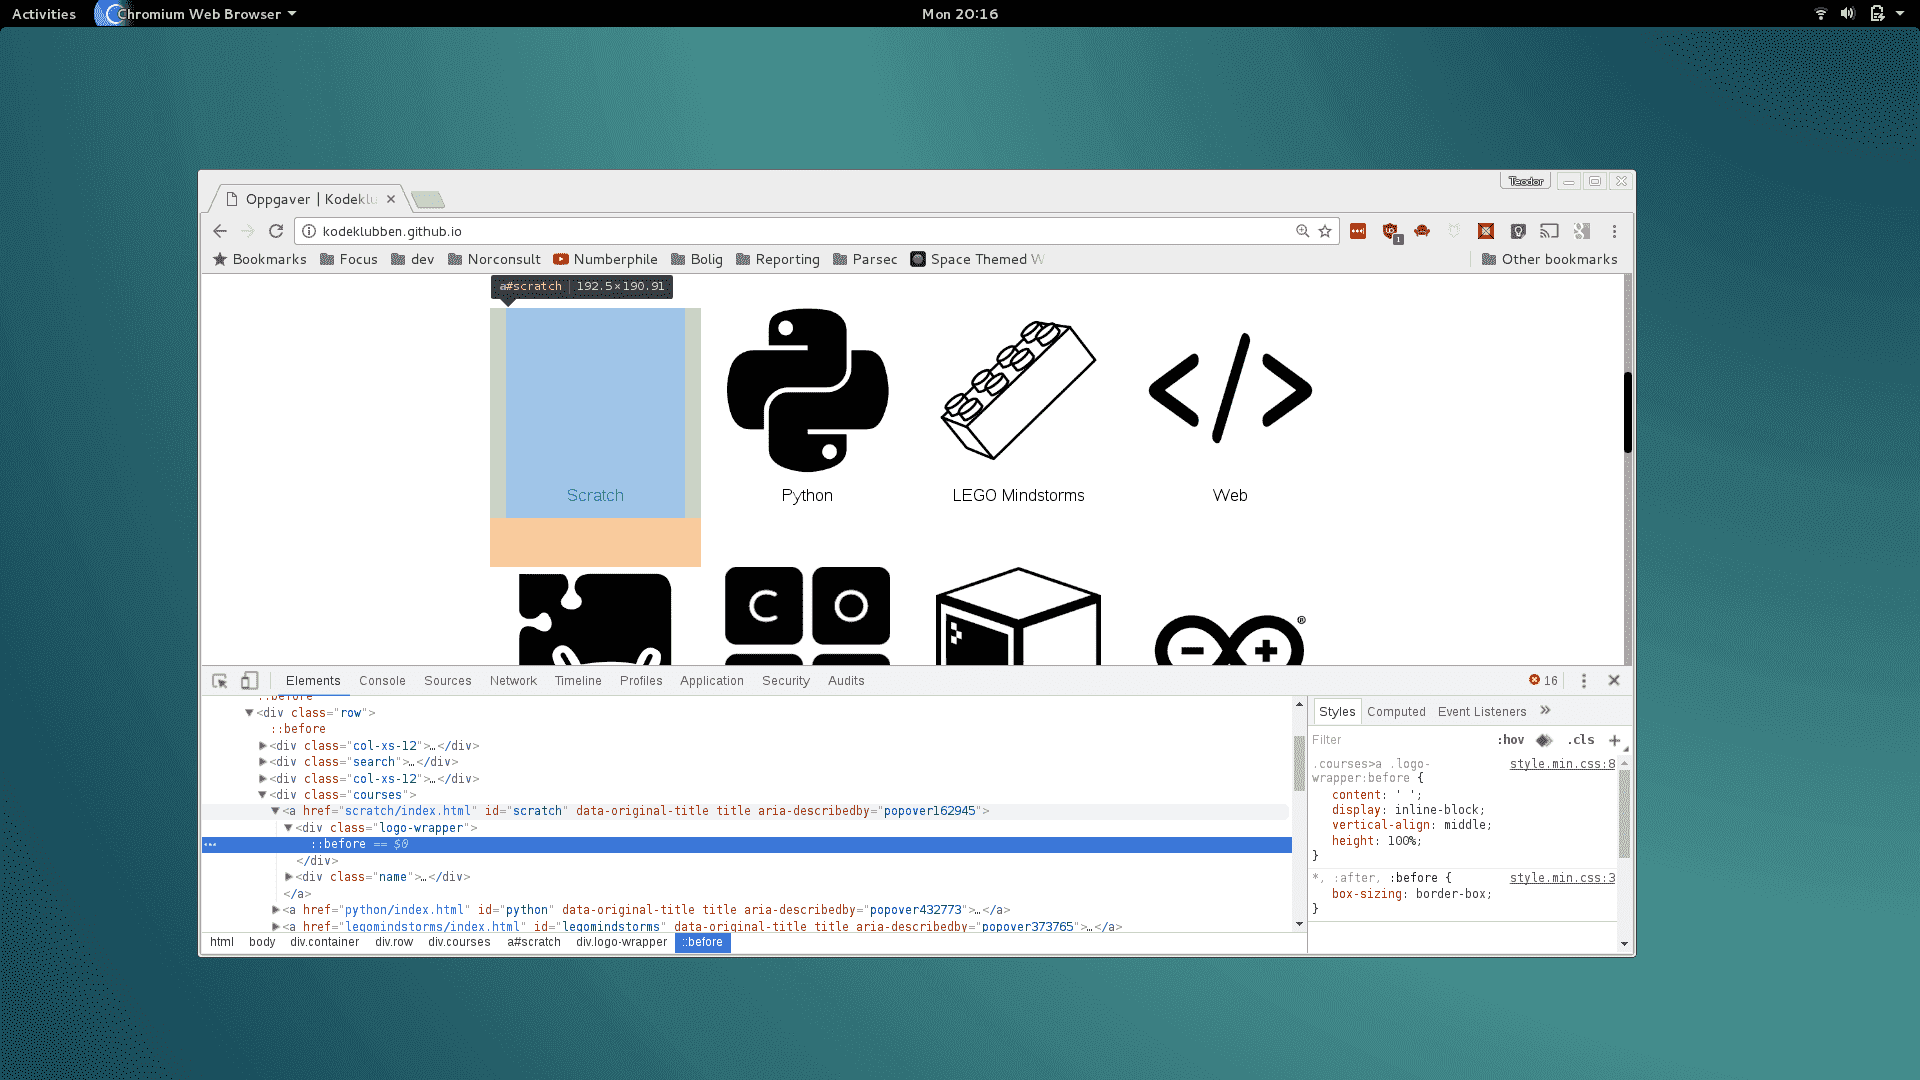 Activities Chromium Web Browser Mon 20:16
Teodor
Oppgaver | Kodeklu
kodeklubben.github.io
1
Bookmarks Focus dev Norconsult Numberphile Bolig Reporting Parsec Space Themed W Other bookmarks
a#scratch 192.5×190.91
</>
Scratch Python LEGO Mindstorms Web
C O
®
Elements Console Sources Network Timeline Profiles Application Security Audits 16
::before
<div class="row">
::before
<div class="col-xs-12">…</div>
<div class="search">…</div>
<div class="col-xs-12">…</div>
<div class="courses">
<a href="scratch/index.html" id="scratch" data-original-title title aria-describedby="popover162945">
<div class="logo-wrapper">
::before == $0
</div>
<div class="name">…</div>
</a>
<a href="python/index.html" id="python" data-original-title title aria-describedby="popover432773">…</a>
<a href="legomindstorms/index.html" id="legomindstorms" data-original-title title aria-describedby="popover373765">…</a>
html body div.container div.row div.courses a#scratch div.logo-wrapper ::before
Styles Computed Event Listeners »
Filter :hov .cls +
.courses>a .logo- style.min.css:8
wrapper:before {
content: ' ';
display: inline-block;
vertical-align: middle;
height: 100%;
}
*, :after, :before { style.min.css:3
box-sizing: border-box;
}